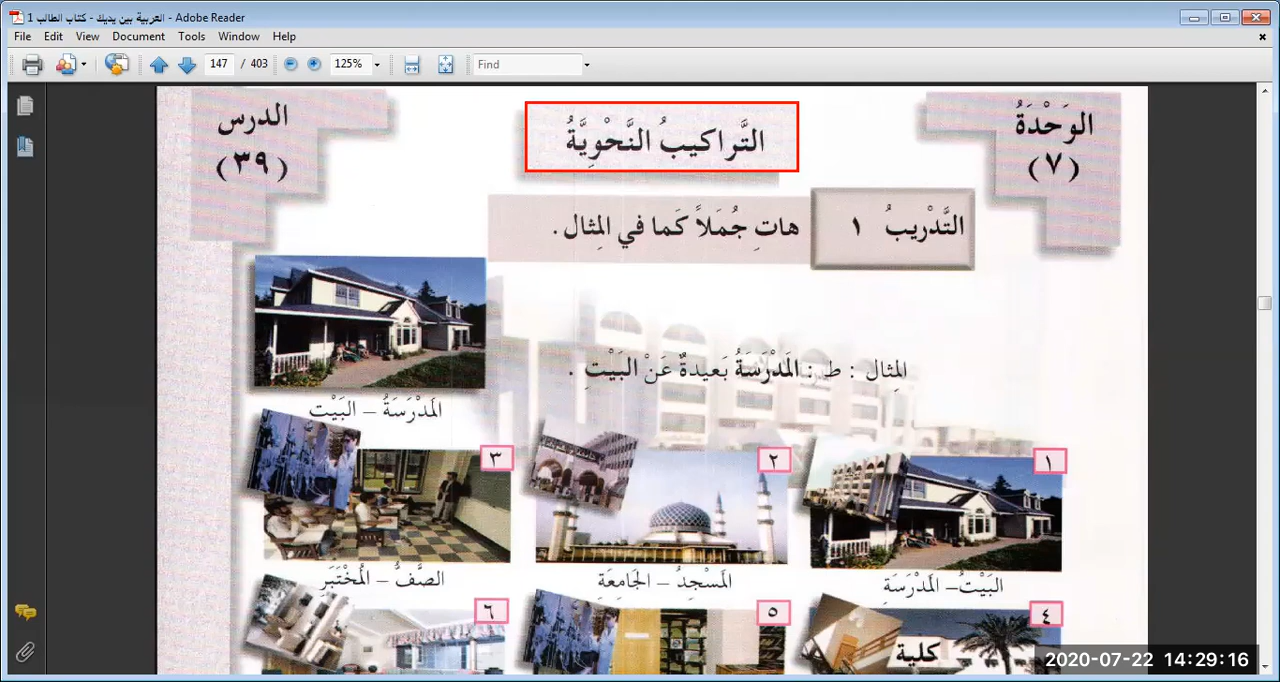 العربية بين يديك - كتاب الطالب 1 - Adobe Reader
File Edit View Document Tools Window Help
147 / 403 125% Find
الوَحْدَةُ
(٧)
التَّراكيبُ النَّحْوِيَّةُ
الدرس
(٣٩)
التَّدْريبُ ١
هاتِ جُمَلاً كَما في المِثال .
المِثال : ط : المَدْرَسَةُ بَعيدةٌ عَنْ البَيْتِ .
المَدْرَسَةُ – البَيْت
١
٢
٣
البَيْتُ– المَدْرَسَةِ
المَسْجِدُ – الجَامِعَةِ
الصَّفُّ – المُخْتَبَرَ
٤
٥
٦
كلية
2020-07-22 14:29:16